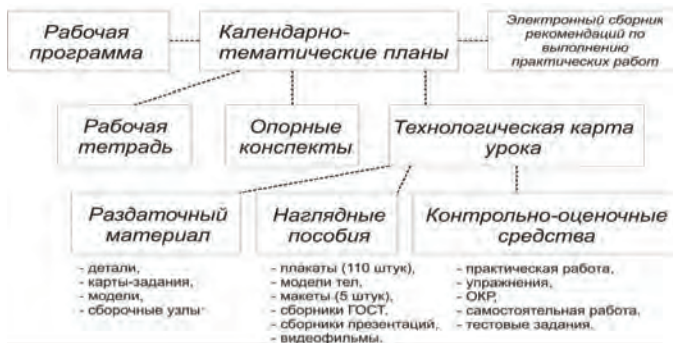 Рабочая
программа
Календарно-
тематические планы
Электронный сборник
рекомендаций по
выполнению
практических работ
Рабочая
тетрадь
Опорные
конспекты
Технологическая карта
урока
Раздаточный
материал
Наглядные
пособия
Контрольно-оценочные
средства
- детали,
- карты-задания,
- модели,
- сборочные узлы
- плакаты (110 штук),
- модели тел,
- макеты (5 штук),
- сборники ГОСТ,
- сборники презентаций,
- видеофильмы.
- практическая работа,
- упражнения,
- ОКР,
- самостоятельная работа,
- тестовые задания.